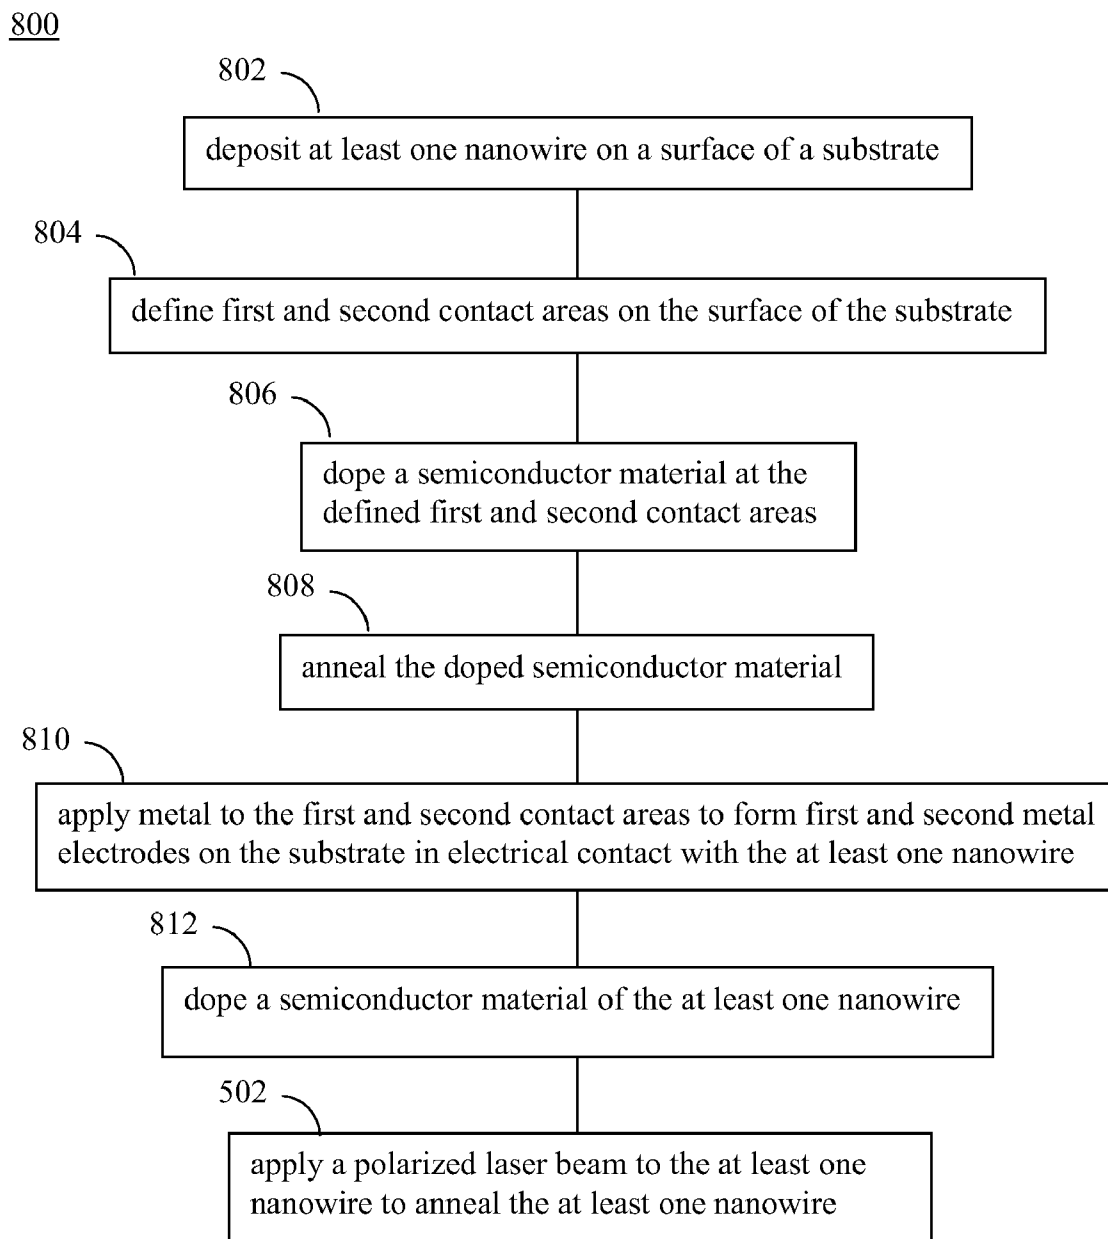 800
802
deposit at least one nanowire on a surface of a substrate
804
define first and second contact areas on the surface of the substrate
806
dope a semiconductor material at the
defined first and second contact areas
808
anneal the doped semiconductor material
810
apply metal to the first and second contact areas to form first and second metal
electrodes on the substrate in electrical contact with the at least one nanowire
812
dope a semiconductor material of the at least one nanowire
502
apply a polarized laser beam to the at least one
nanowire to anneal the at least one nanowire